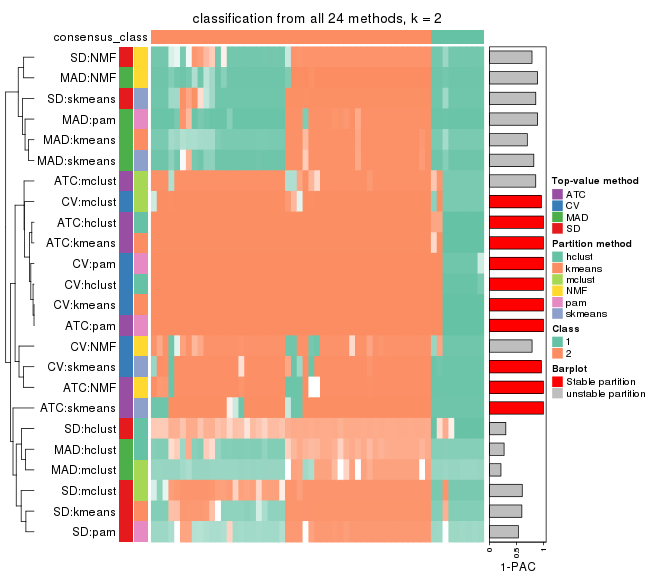 classification from all 24 methods, k = 2
consensus_class
SD:NMF
MAD:NMF
SD:skmeans
MAD:pam
MAD:kmeans
MAD:skmeans
ATC:mclust
CV:mclust
ATC:hclust
ATC:kmeans
CV:pam
CV:hclust
CV:kmeans
ATC:pam
CV:NMF
CV:skmeans
ATC:NMF
ATC:skmeans
SD:hclust
MAD:hclust
MAD:mclust
SD:mclust
SD:kmeans
SD:pam
0 0.5 1
1-PAC
Top-value method
ATC
CV
MAD
SD
Partition method
hclust
kmeans
mclust
NMF
pam
skmeans
Class
1
2
Barplot
Stable partition
unstable partition